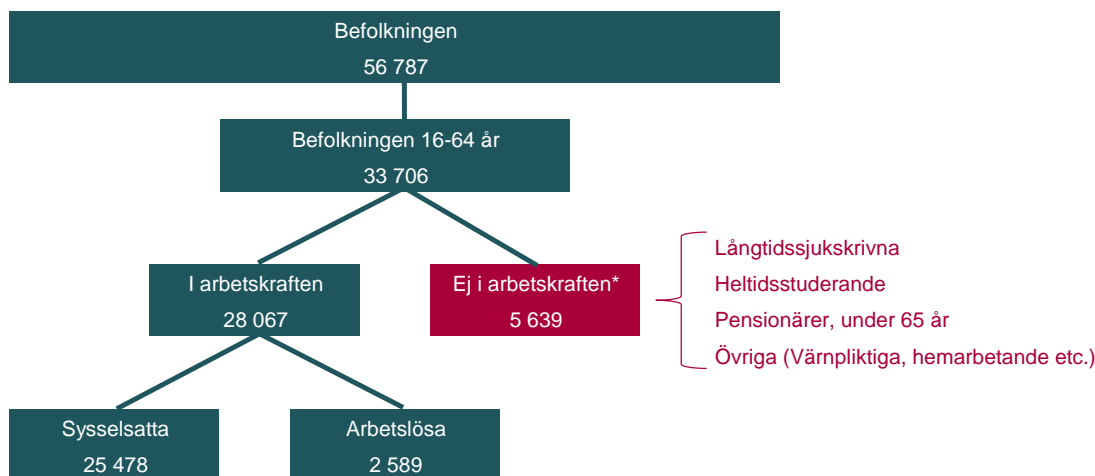 Befolkningen
56 787
Befolkningen 16-64 år
33 706
I arbetskraften
28 067
Ej i arbetskraften*
5 639
Långtidssjukskrivna
Heltidsstuderande
Pensionärer, under 65 år
Övriga (Värnpliktiga, hemarbetande etc.)
Sysselsatta
25 478
Arbetslösa
2 589